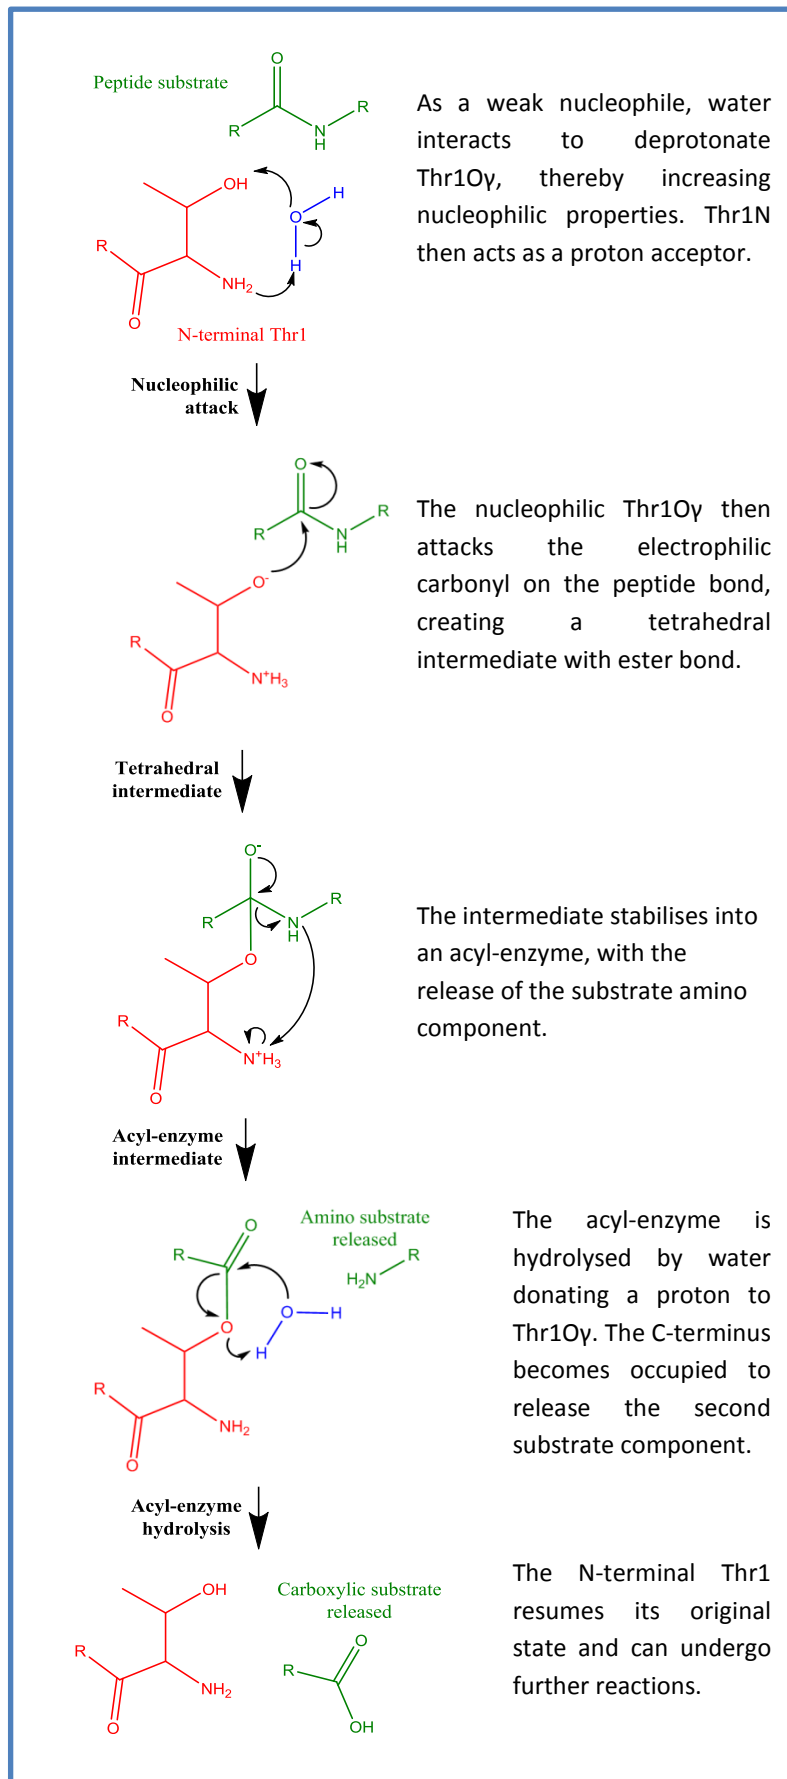 Peptide substrate
O
R
N
H
R
As a weak nucleophile, water
interacts to deprotonate
Thr1Oγ, thereby increasing
nucleophilic properties. Thr1N
then acts as a proton acceptor.
OH
H
O
H
R
NH2
O
N-terminal Thr1
Nucleophilic
attack
O
R
N
H
R
The nucleophilic Thr1Oγ then
attacks the electrophilic
carbonyl on the peptide bond,
creating a tetrahedral
intermediate with ester bond.
O-
R
N+H3
O
Tetrahedral
intermediate
O-
R
N
H
R
O
R
N+H3
O
The intermediate stabilises into
an acyl-enzyme, with the
release of the substrate amino
component.
Acyl-enzyme
intermediate
O
R
Amino substrate
released
R
H2N
O
H
H
O
R
NH2
O
The acyl-enzyme is
hydrolysed by water
donating a proton to
Thr1Oγ. The C-terminus
becomes occupied to
release the second
substrate component.
Acyl-enzyme
hydrolysis
OH
R
NH2
O
Carboxylic substrate
released
O
R
OH
The N-terminal Thr1
resumes its original
state and can undergo
further reactions.